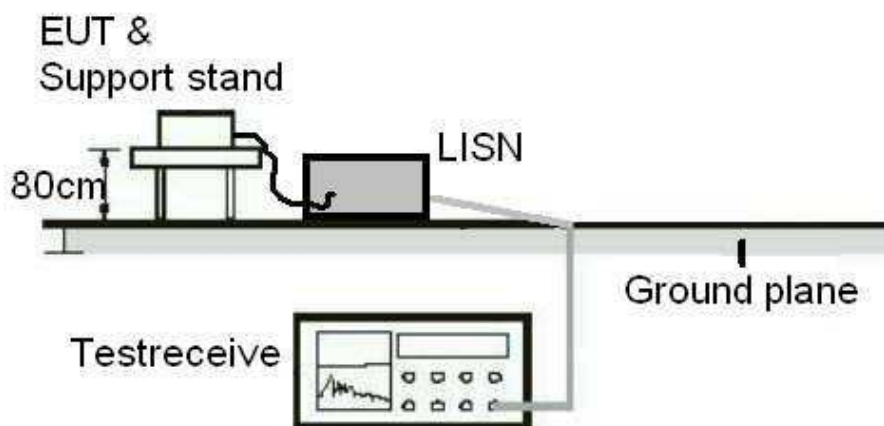 EUT &
Support stand
LISN
80cm
Ground plane
Testreceive